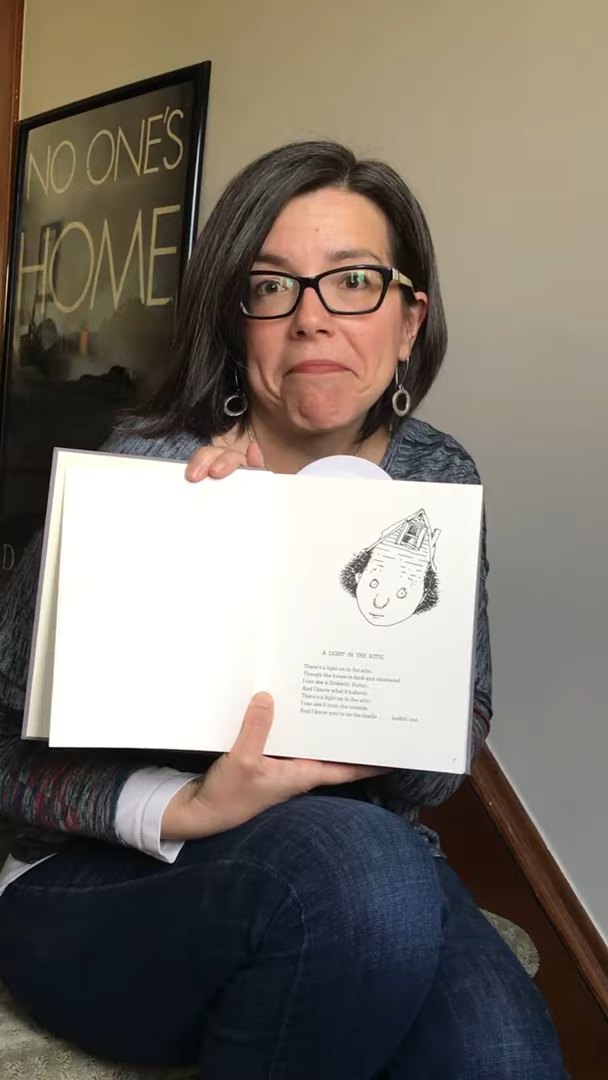 NO ONE'S
HOME
D
A LIGHT IN THE ATTIC
There's a light on in the attic.
Though the house is dark and shuttered
I can see a flickerin' flutter,
And I know what it's about.
There's a light on in the attic.
I can see it from the outside.
And I know you're on the inside lookin' out.
7